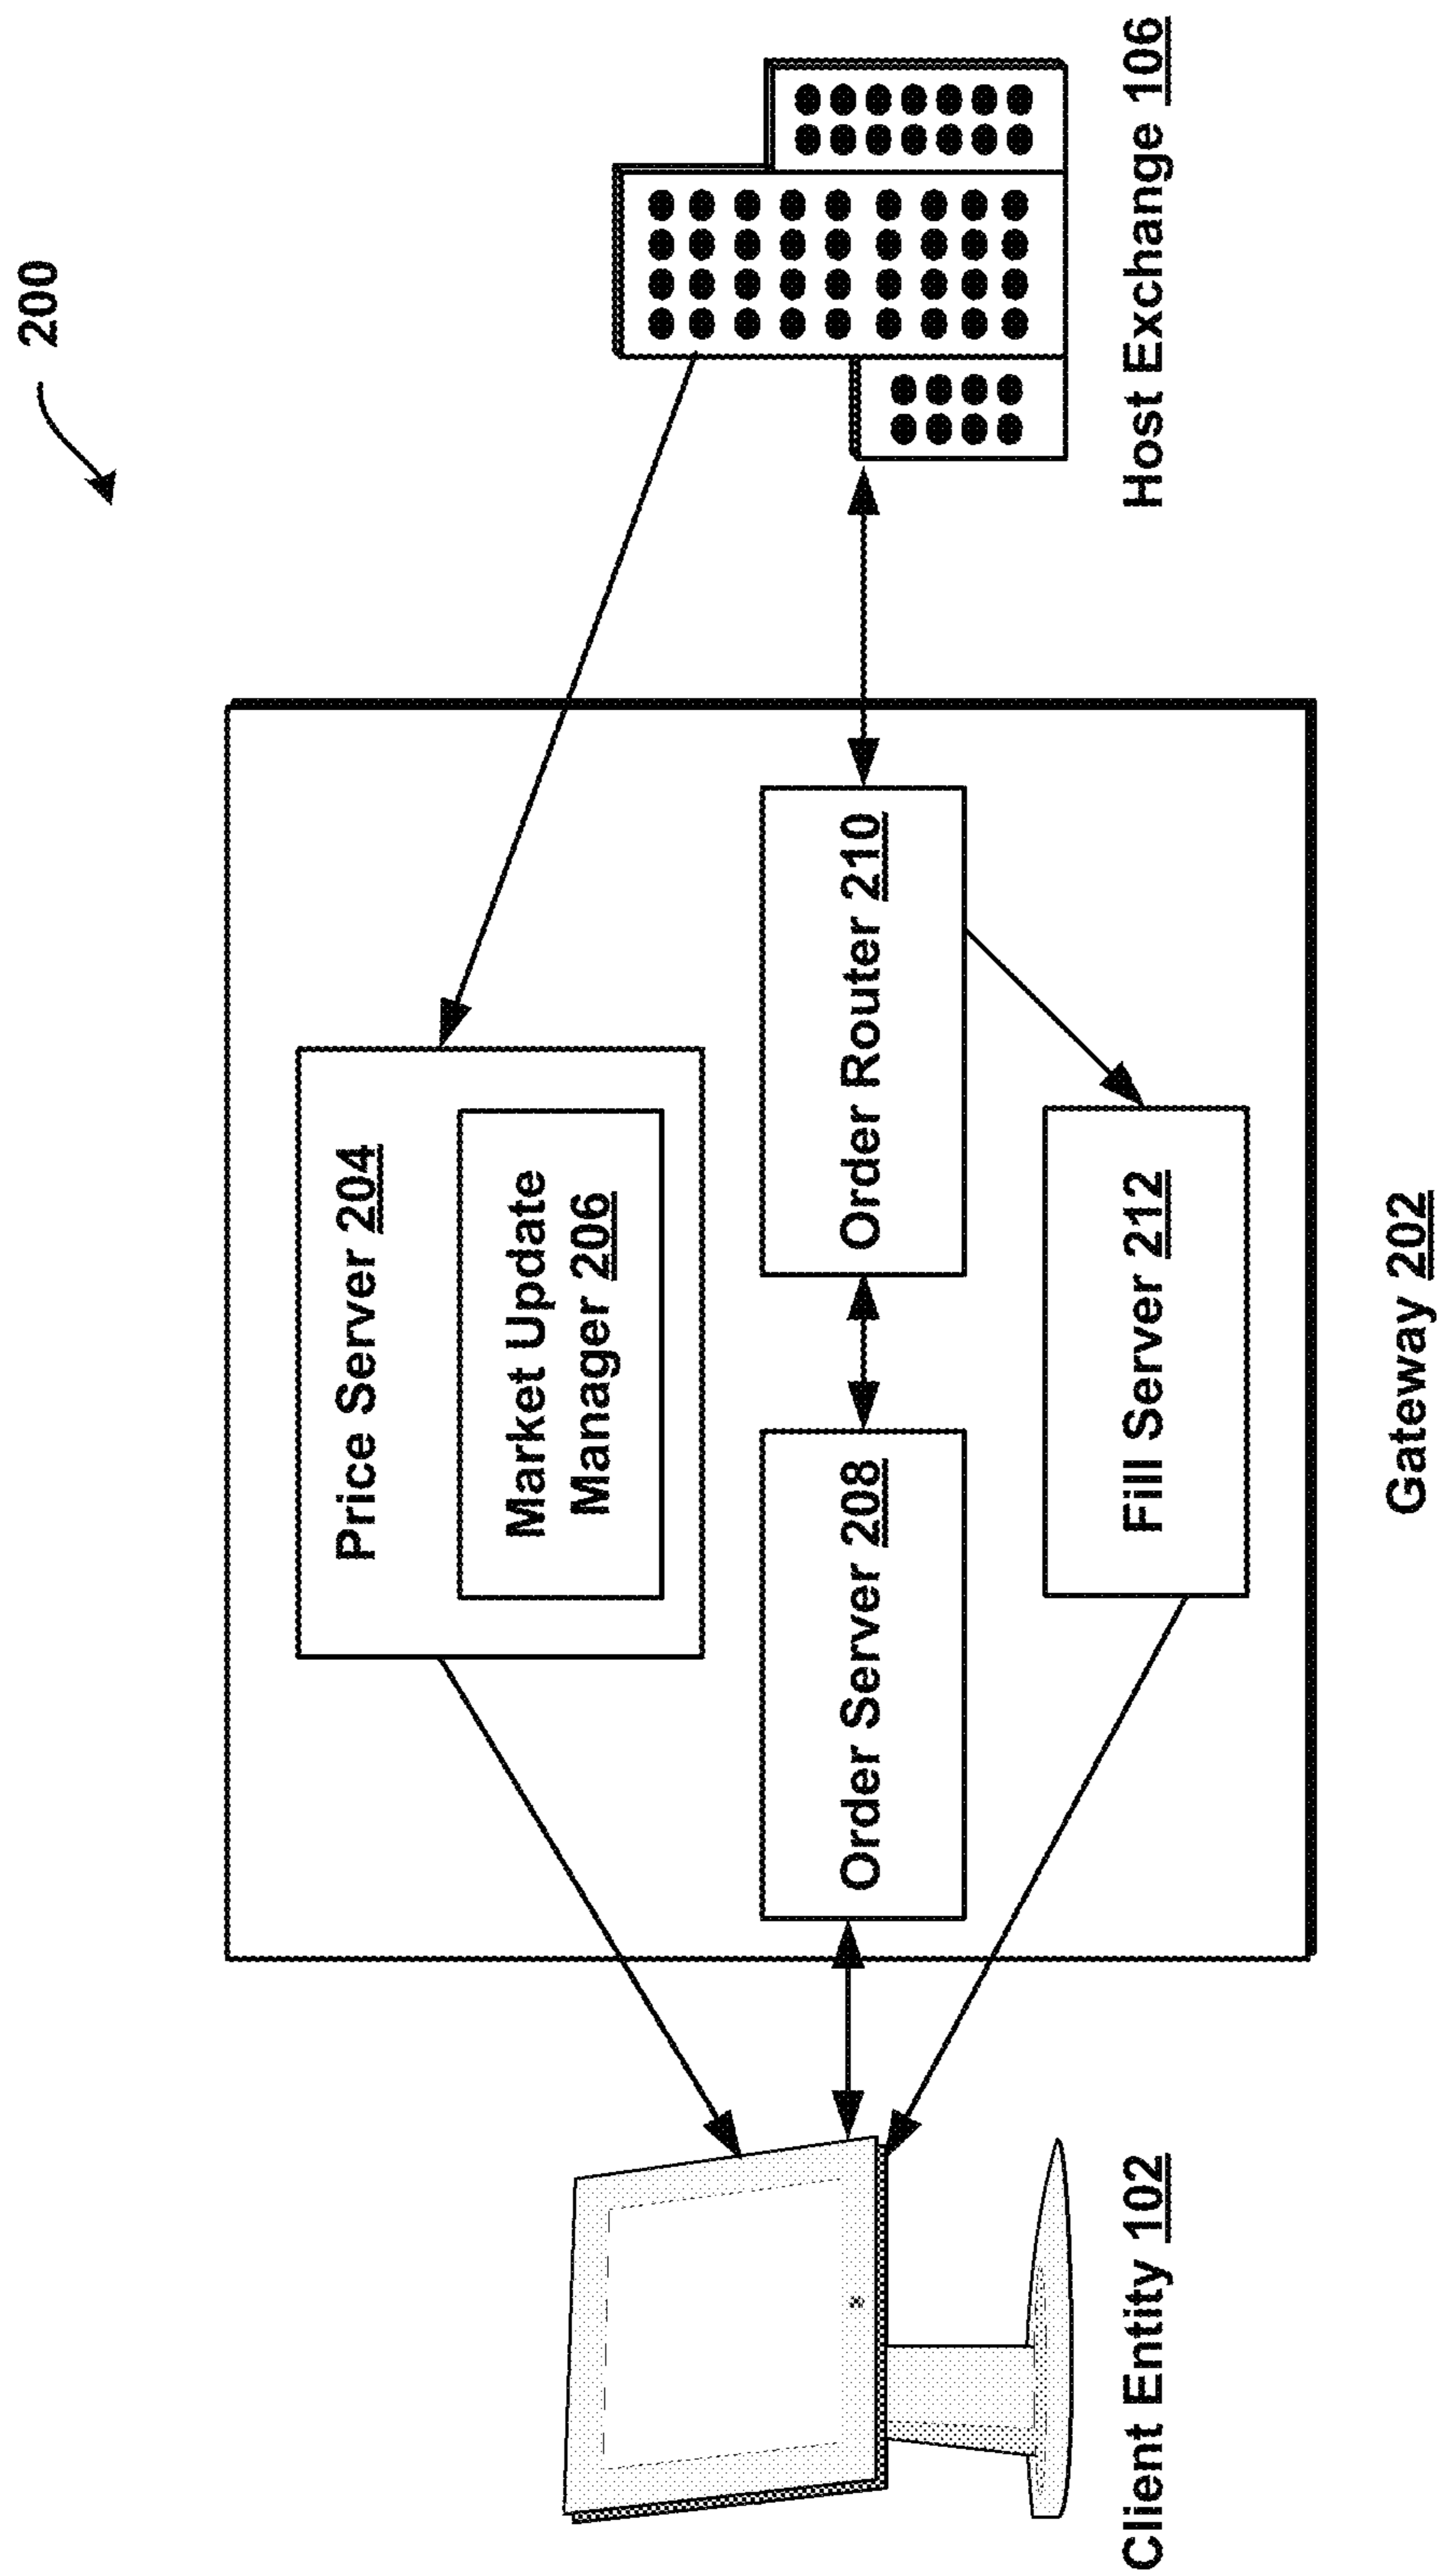 200
Price Server 204
Market Update
Manager 206
Order Server 208
Order Router 210
Fill Server 212
Client Entity 102
Host Exchange 106
Gateway 202